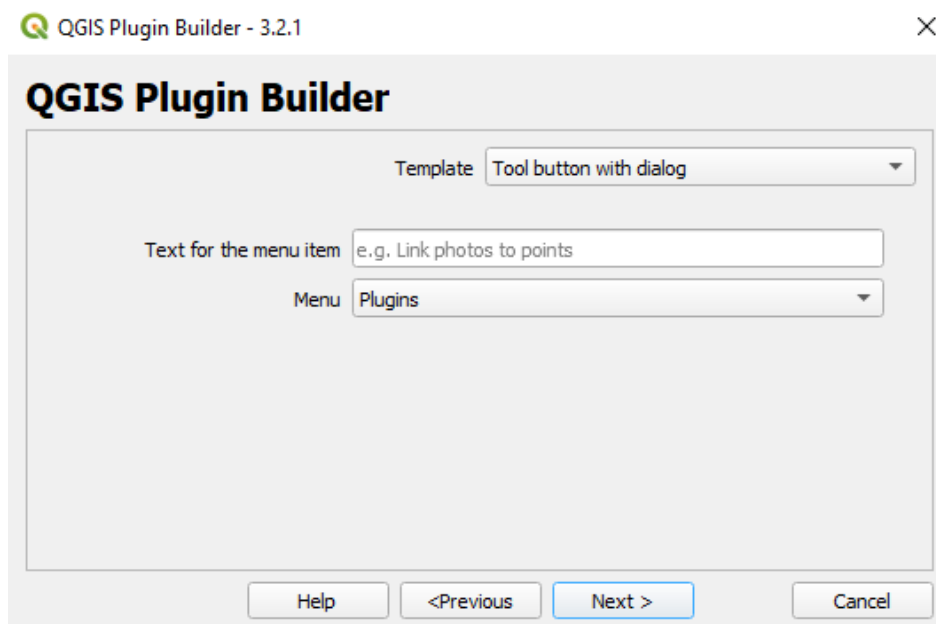 QGIS Plugin Builder - 3.2.1
QGIS Plugin Builder
Template Tool button with dialog
Text for the menu item e.g. Link photos to points
Menu Plugins
Help <Previous Next > Cancel